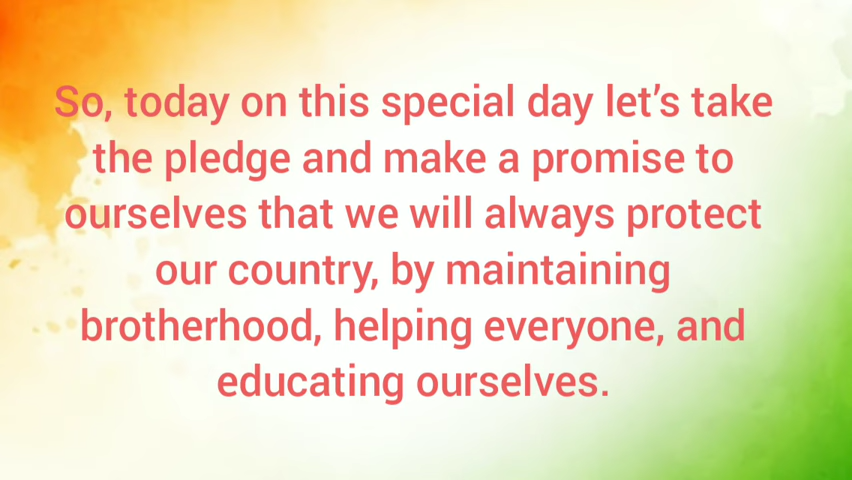 So, today on this special day let’s take
the pledge and make a promise to
ourselves that we will always protect
our country, by maintaining
brotherhood, helping everyone, and
educating ourselves.